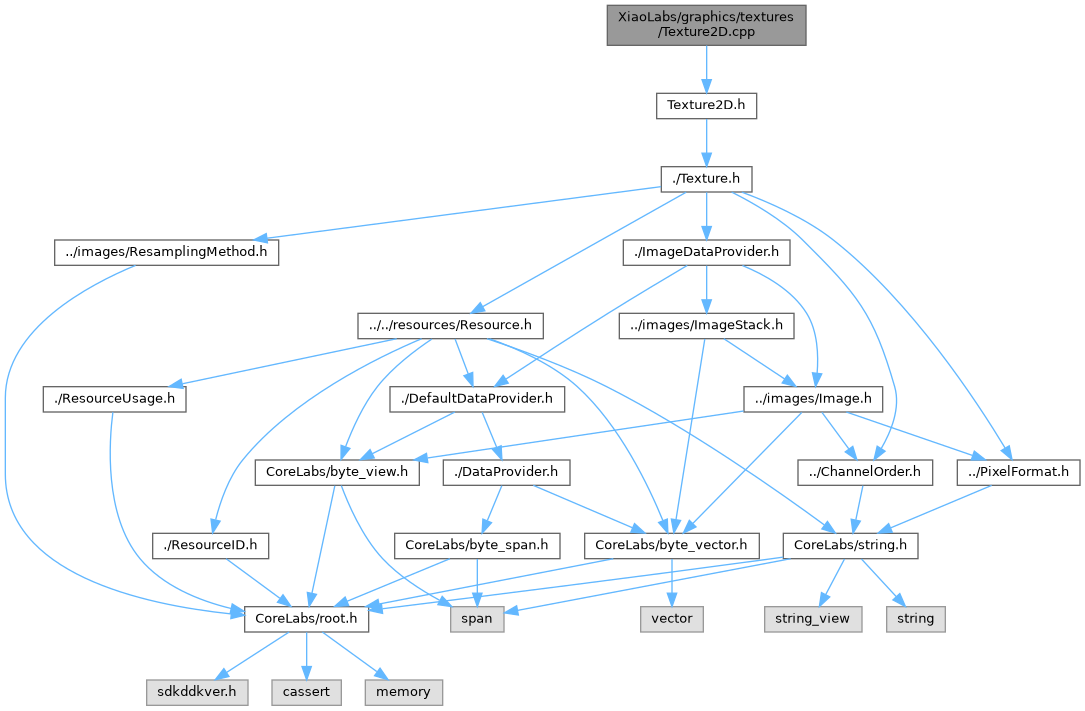 XiaoLabs/graphics/textures
/Texture2D.cpp
Texture2D.h
./Texture.h
../images/ResamplingMethod.h
./ImageDataProvider.h
../../resources/Resource.h
../images/ImageStack.h
./ResourceUsage.h
./DefaultDataProvider.h
../images/Image.h
CoreLabs/byte_view.h
./DataProvider.h
../ChannelOrder.h
../PixelFormat.h
./ResourceID.h
CoreLabs/byte_span.h
CoreLabs/byte_vector.h
CoreLabs/string.h
CoreLabs/root.h
span
vector
string_view
string
sdkddkver.h
cassert
memory